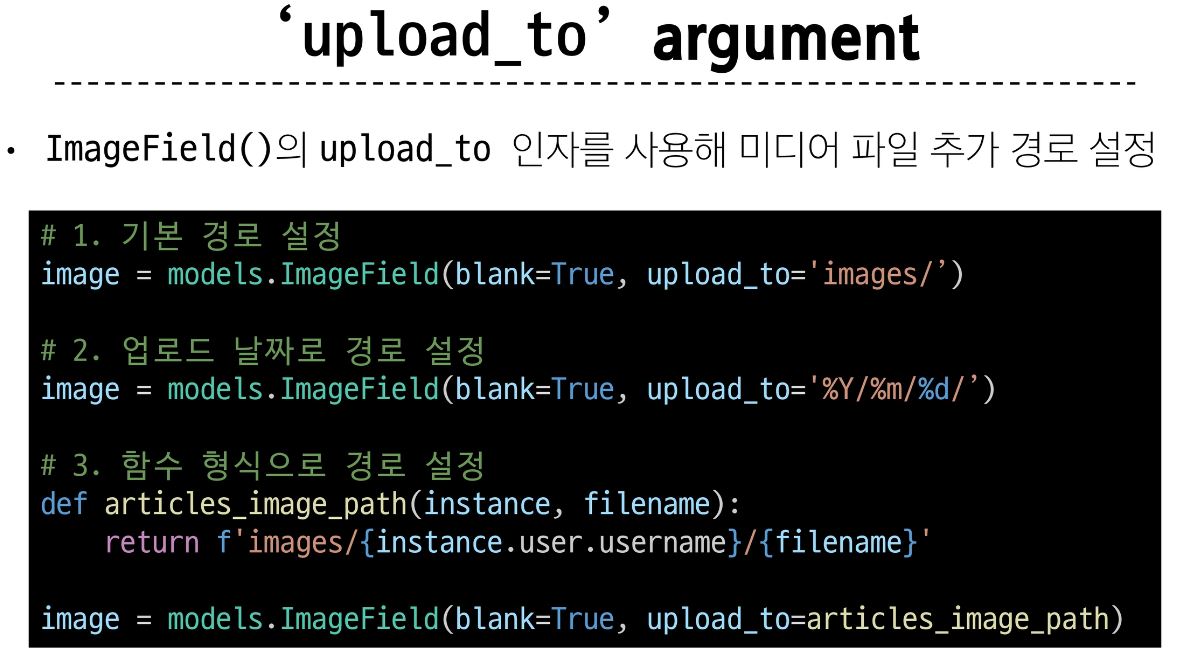 ‘upload_to’ argument
• ImageField()의 upload_to 인자를 사용해 미디어 파일 추가 경로 설정
# 1. 기본 경로 설정
image = models.ImageField(blank=True, upload_to='images/’)
# 2. 업로드 날짜로 경로 설정
image = models.ImageField(blank=True, upload_to='%Y/%m/%d/’)
# 3. 함수 형식으로 경로 설정
def articles_image_path(instance, filename):
    return f'images/{instance.user.username}/{filename}'
image = models.ImageField(blank=True, upload_to=articles_image_path)